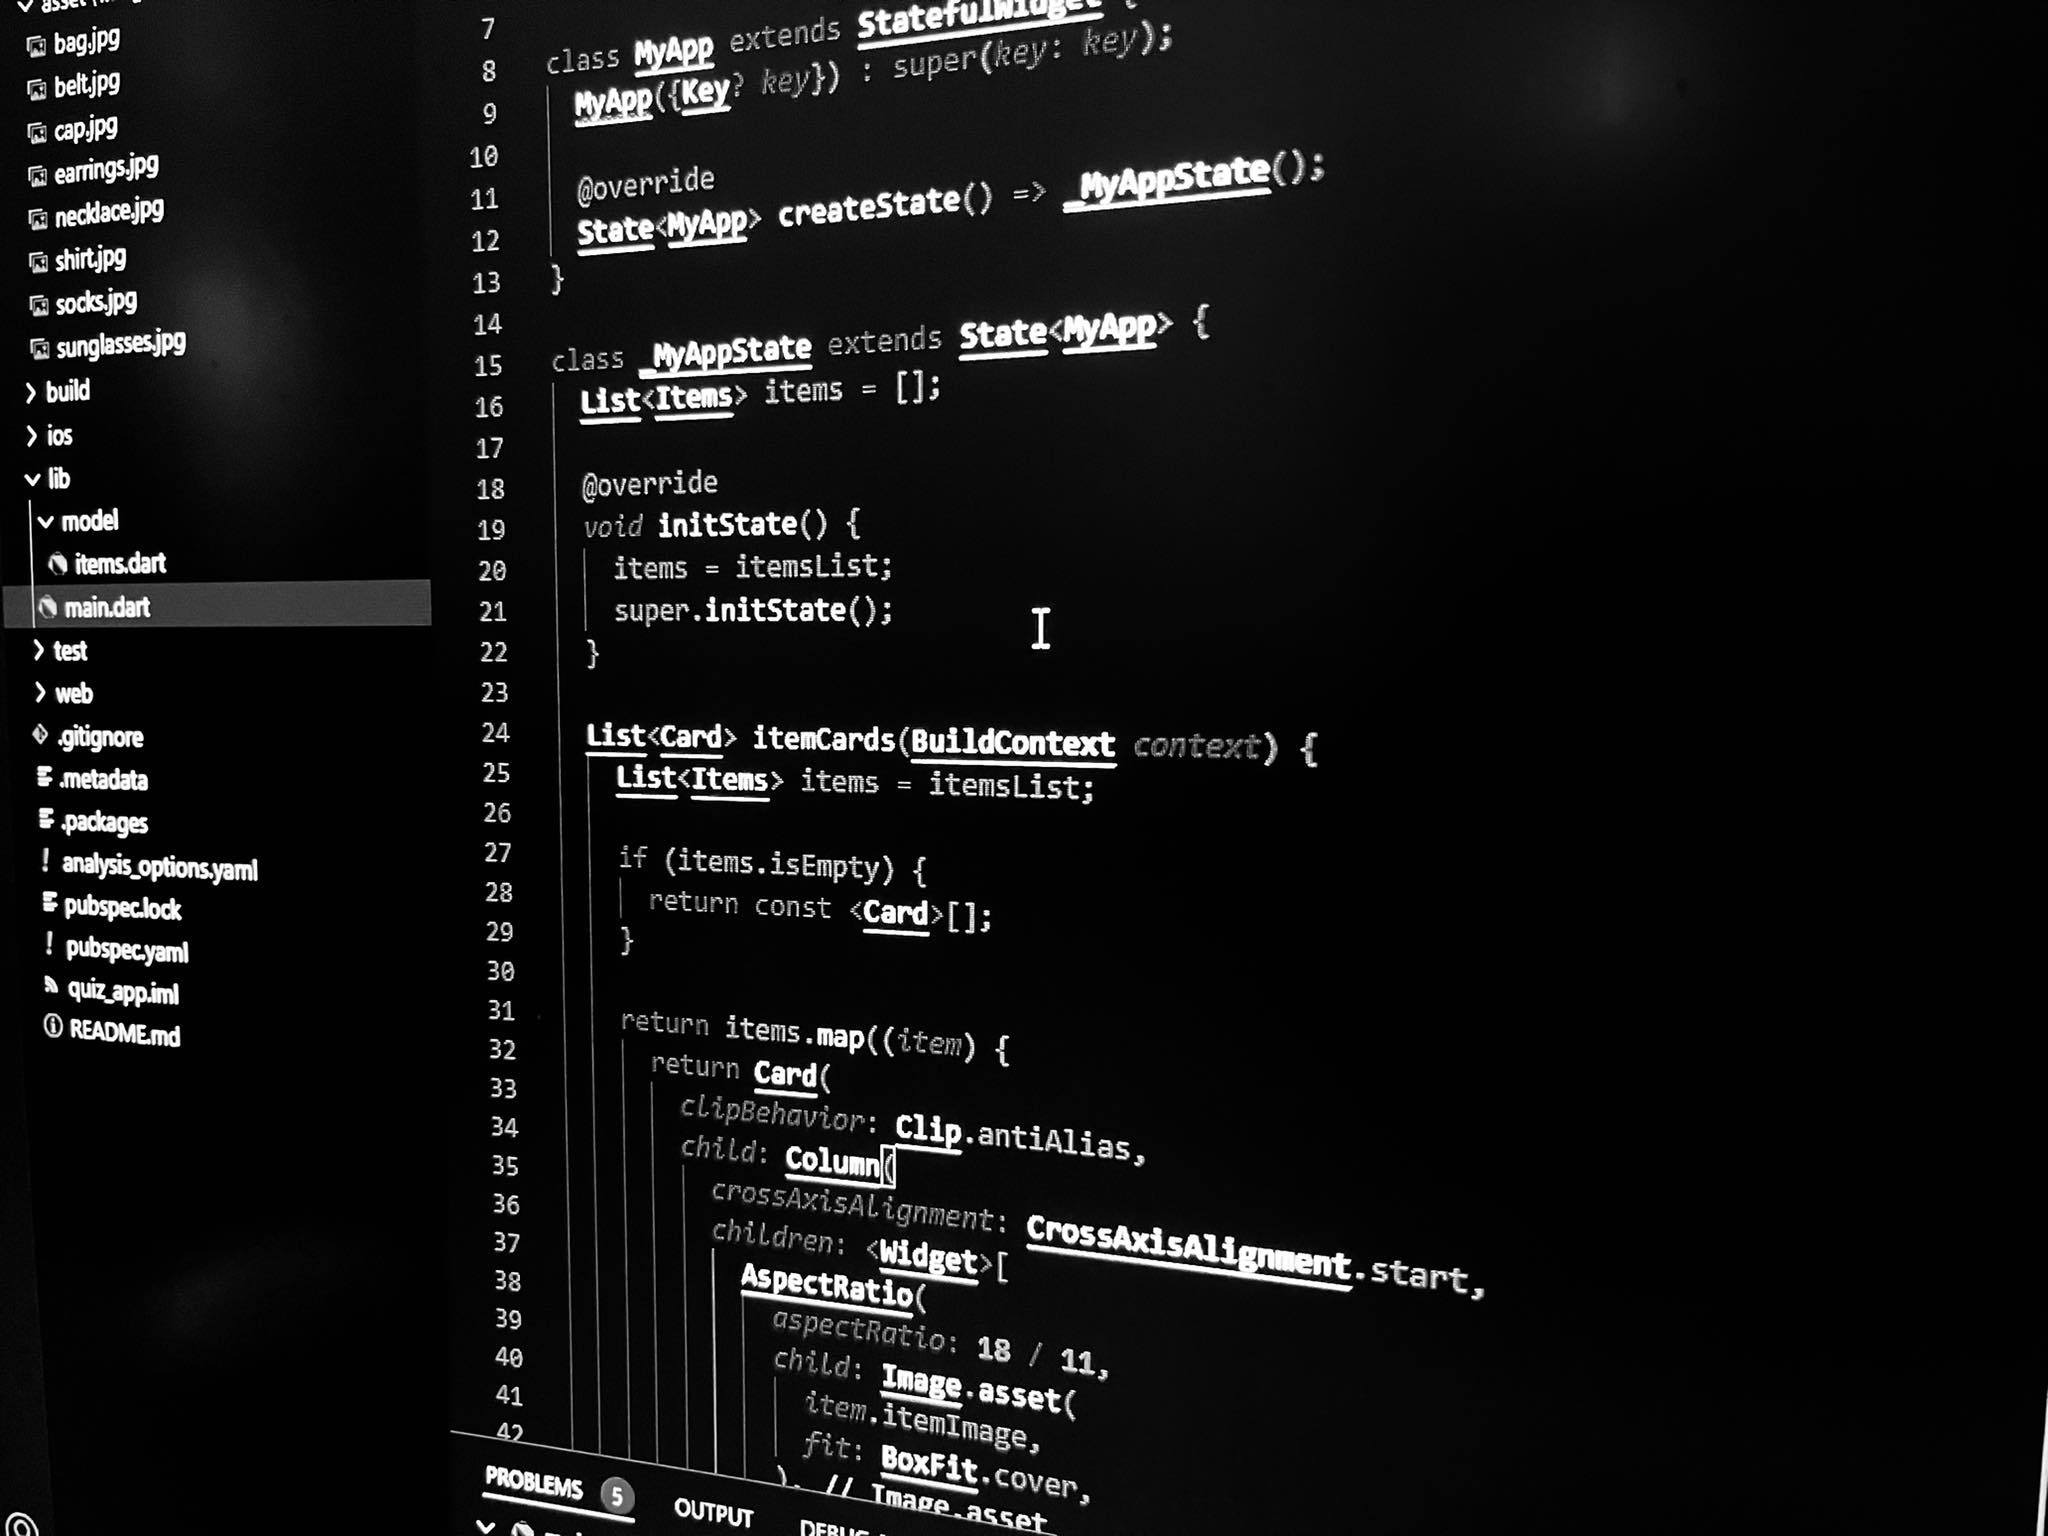 asset
bag.jpg
belt.jpg
cap.jpg
earrings.jpg
necklace.jpg
shirt.jpg
socks.jpg
sunglasses.jpg
build
ios
lib
model
items.dart
main.dart
test
web
.gitignore
.metadata
.packages
analysis_options.yaml
pubspec.lock
pubspec.yaml
quiz_app.iml
README.md
7
8 class MyApp extends StatefulWidget {
9 MyApp({Key? key}) : super(key: key);
10
11 @override
12 State<MyApp> createState() => _MyAppState();
13 }
14
15 class _MyAppState extends State<MyApp> {
16 List<Items> items = [];
17
18 @override
19 void initState() {
20 items = itemsList;
21 super.initState();
22 }
23
24 List<Card> itemCards(BuildContext context) {
25 List<Items> items = itemsList;
26
27 if (items.isEmpty) {
28 return const <Card>[];
29 }
30
31 return items.map((item) {
32 return Card(
33 clipBehavior: Clip.antiAlias,
34 child: Column(
35 crossAxisAlignment: CrossAxisAlignment.start,
36 children: <Widget>[
37 AspectRatio(
38 aspectRatio: 18 / 11,
39 child: Image.asset(
40 item.itemImage,
41 fit: BoxFit.cover,
42 ), // Image.asset
PROBLEMS 5 OUTPUT